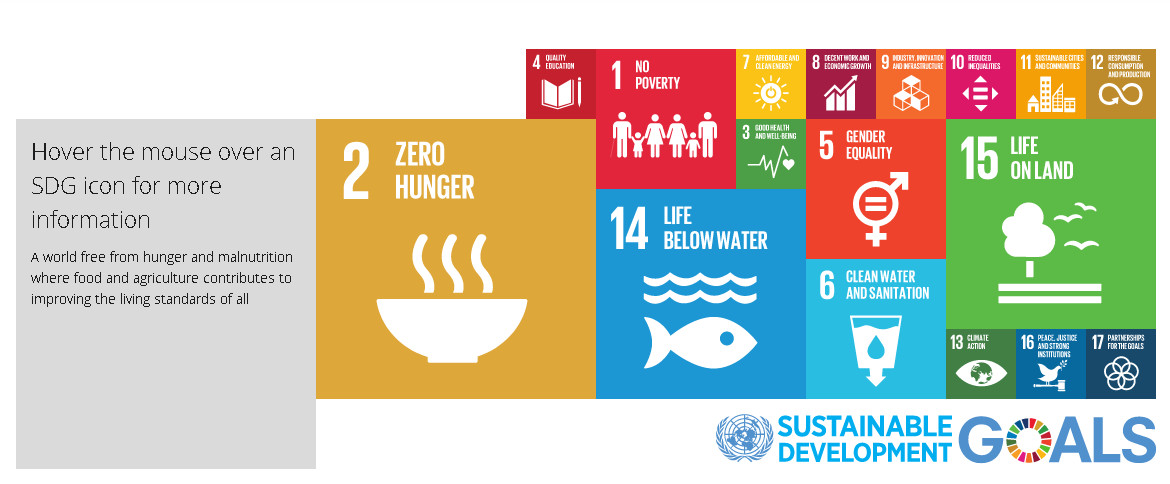 Hover the mouse over an
SDG icon for more
information
A world free from hunger and malnutrition
where food and agriculture contributes to
improving the living standards of all
2 ZERO
HUNGER
4 QUALITY
EDUCATION
1 NO
POVERTY
7 AFFORDABLE AND
CLEAN ENERGY
8 DECENT WORK AND
ECONOMIC GROWTH
9 INDUSTRY, INNOVATION
AND INFRASTRUCTURE
10 REDUCED
INEQUALITIES
11 SUSTAINABLE CITIES
AND COMMUNITIES
12 RESPONSIBLE
CONSUMPTION
AND PRODUCTION
3 GOOD HEALTH
AND WELL-BEING
5 GENDER
EQUALITY
15 LIFE
ON LAND
14 LIFE
BELOW WATER
6 CLEAN WATER
AND SANITATION
13 CLIMATE
ACTION
16 PEACE, JUSTICE
AND STRONG
INSTITUTIONS
17 PARTNERSHIPS
FOR THE GOALS
SUSTAINABLE
DEVELOPMENT
GOALS